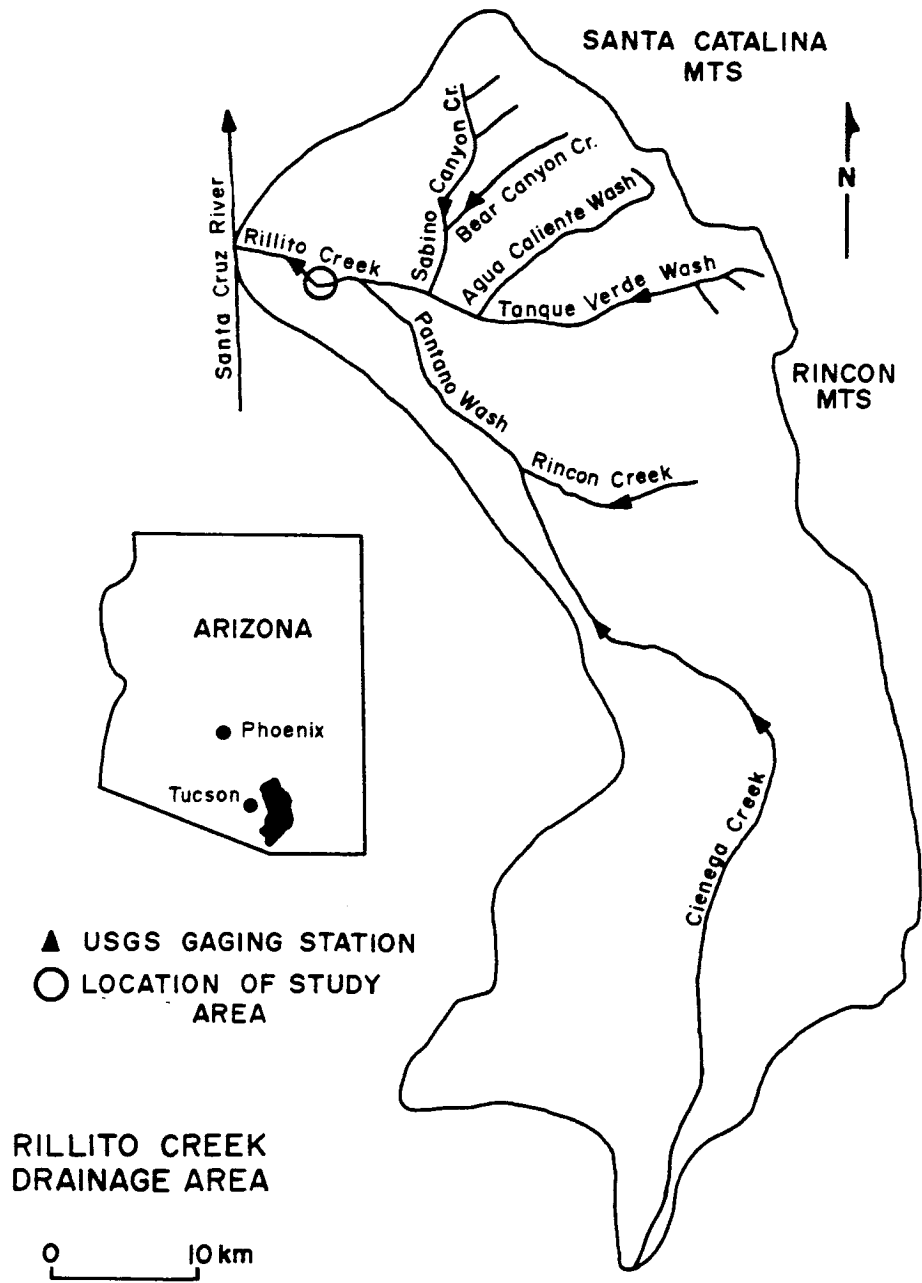 SANTA CATALINA
MTS
N
Sabino Canyon Cr.
Bear Canyon Cr.
Agua Caliente Wash
Santa Cruz River
Rillito Creek
Tanque Verde Wash
Pantano Wash
RINCON
MTS
Rincon Creek
ARIZONA
Phoenix
Tucson
Cienega Creek
USGS GAGING STATION
LOCATION OF STUDY
AREA
RILLITO CREEK
DRAINAGE AREA
0 10 km